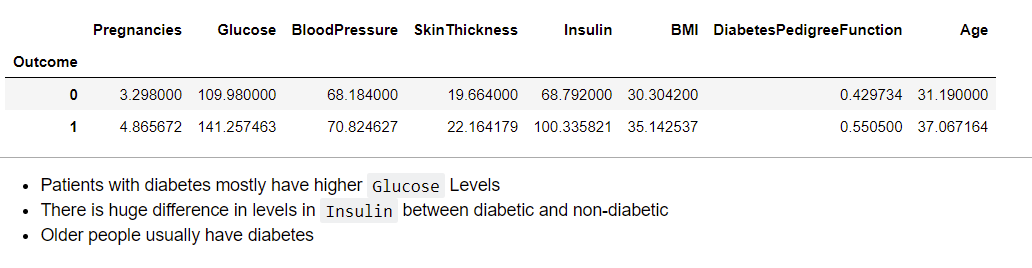 Pregnancies Glucose BloodPressure SkinThickness Insulin BMI DiabetesPedigreeFunction Age
Outcome
0 3.298000 109.980000 68.184000 19.664000 68.792000 30.304200 0.429734 31.190000
1 4.865672 141.257463 70.824627 22.164179 100.335821 35.142537 0.550500 37.067164
• Patients with diabetes mostly have higher Glucose Levels
• There is huge difference in levels in Insulin between diabetic and non-diabetic
• Older people usually have diabetes